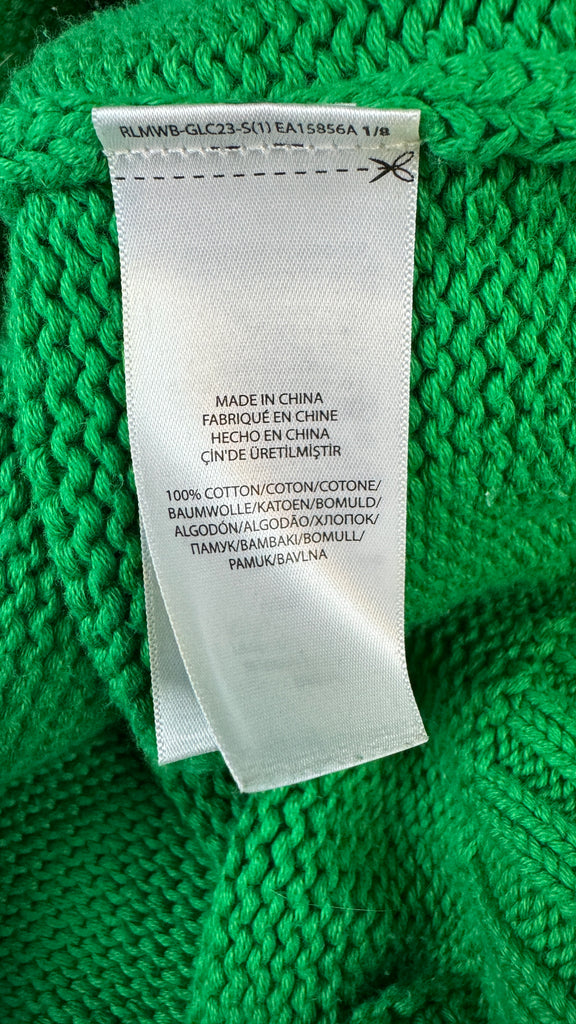 RLMWB-GLC23-S(1) EA15856A 1/8
MADE IN CHINA
FABRIQUÉ EN CHINE
HECHO EN CHINA
ÇİN'DE ÜRETİLMİŞTİR
100% COTTON/COTON/COTONE/
BAUMWOLLE/KATOEN/BOMULD/
ALGODÓN/ALGODÃO/ХЛОПОК/
ПАМУК/ΒΑΜΒΑΚΙ/BOMULL/
PAMUK/BAVLNA